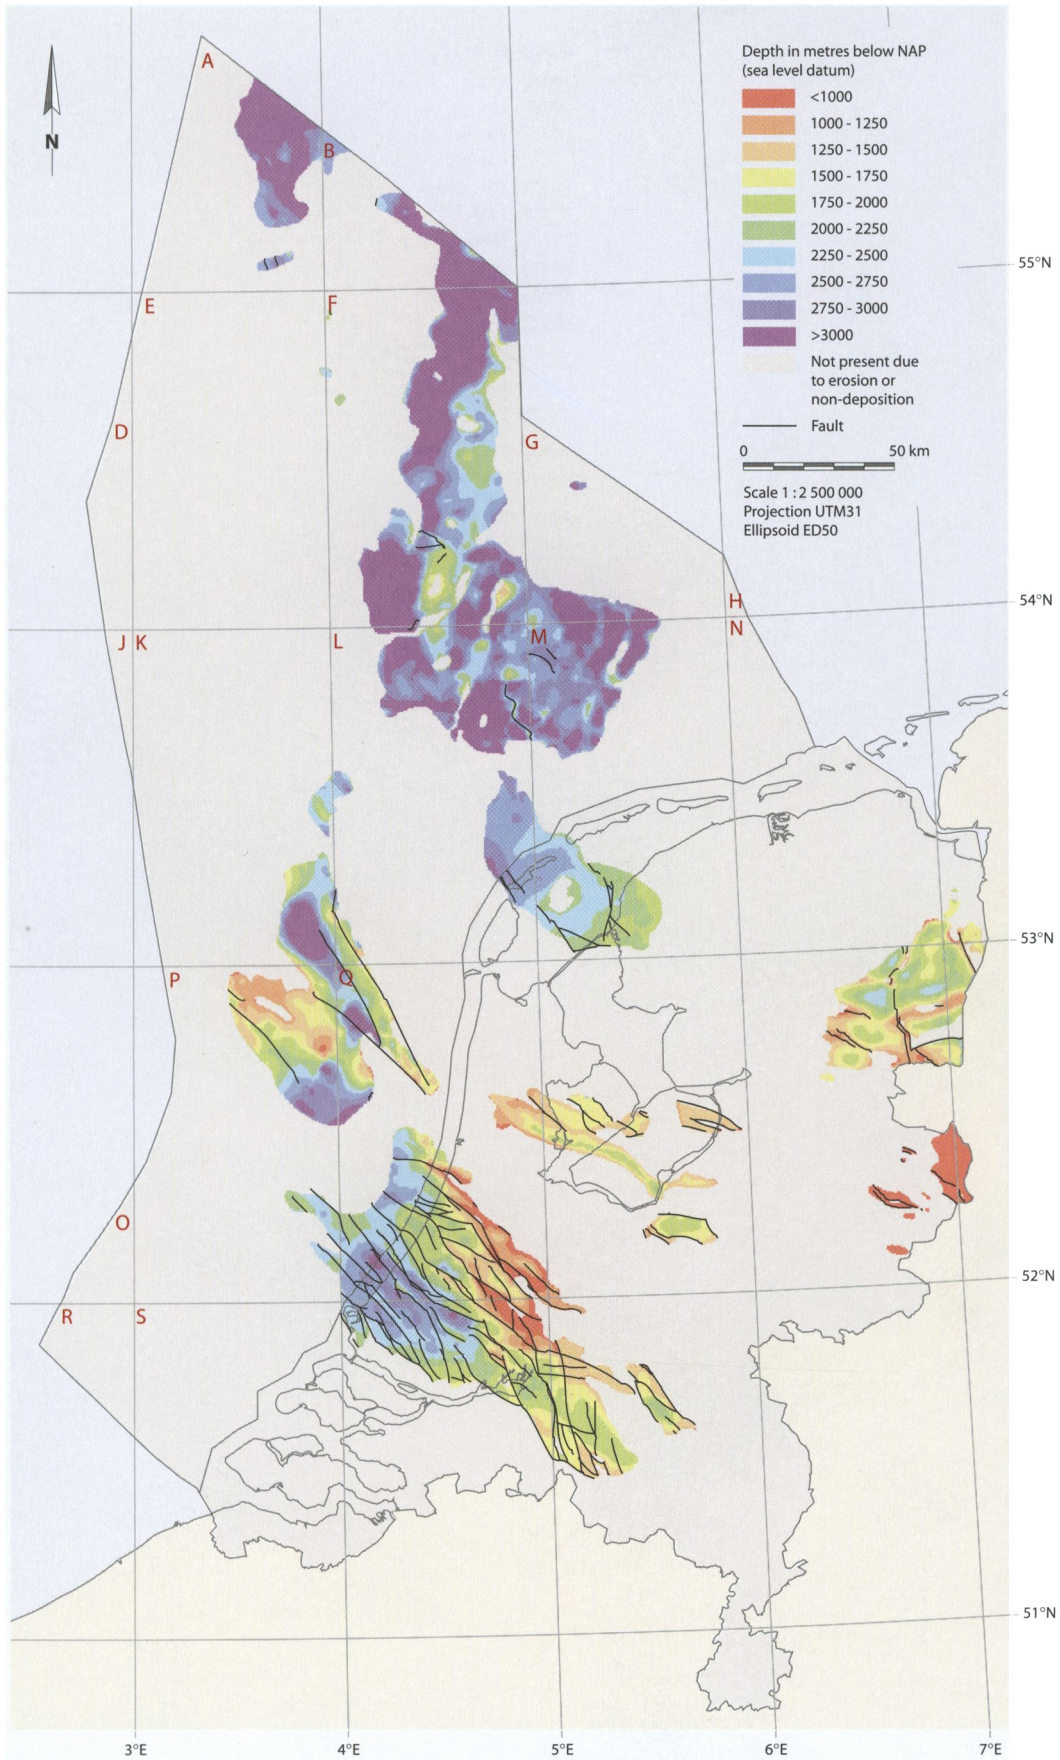 Depth in metres below NAP
(sea level datum)
<1000
1000 - 1250
1250 - 1500
1500 - 1750
1750 - 2000
2000 - 2250
2250 - 2500
2500 - 2750
2750 - 3000
>3000
Not present due
to erosion or
non-deposition
Fault
0 50 km
Scale 1 : 2 500 000
Projection UTM31
Ellipsoid ED50
N
A
B
55°N
E
F
D
G
54°N
H
J K
L
M
N
53°N
P
Q
O
52°N
R
S
51°N
3°E
4°E
5°E
6°E
7°E